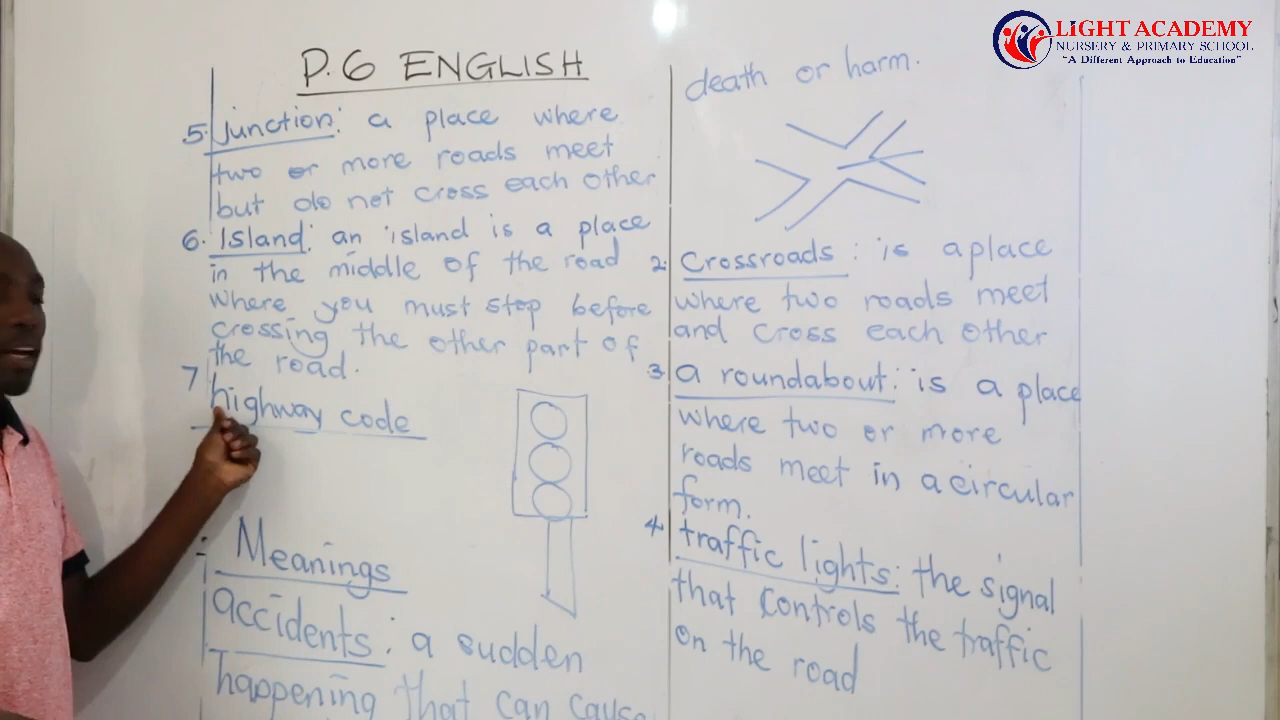 P.6 ENGLISH
5. junction: a place where
two or more roads meet
but do not cross each other
6. Island: an island is a place
in the middle of the road
where you must stop before
crossing the other part of
the road.
7 highway code
Meanings
accidents: a sudden
happening that can cause
death or harm.
2. Crossroads: is a place
where two roads meet
and cross each other
3 a roundabout: is a place
where two or more
roads meet in a circular
form.
4 traffic lights: the signal
that controls the traffic
on the road
LIGHT ACADEMY
NURSERY & PRIMARY SCHOOL
"A Different Approach to Education"